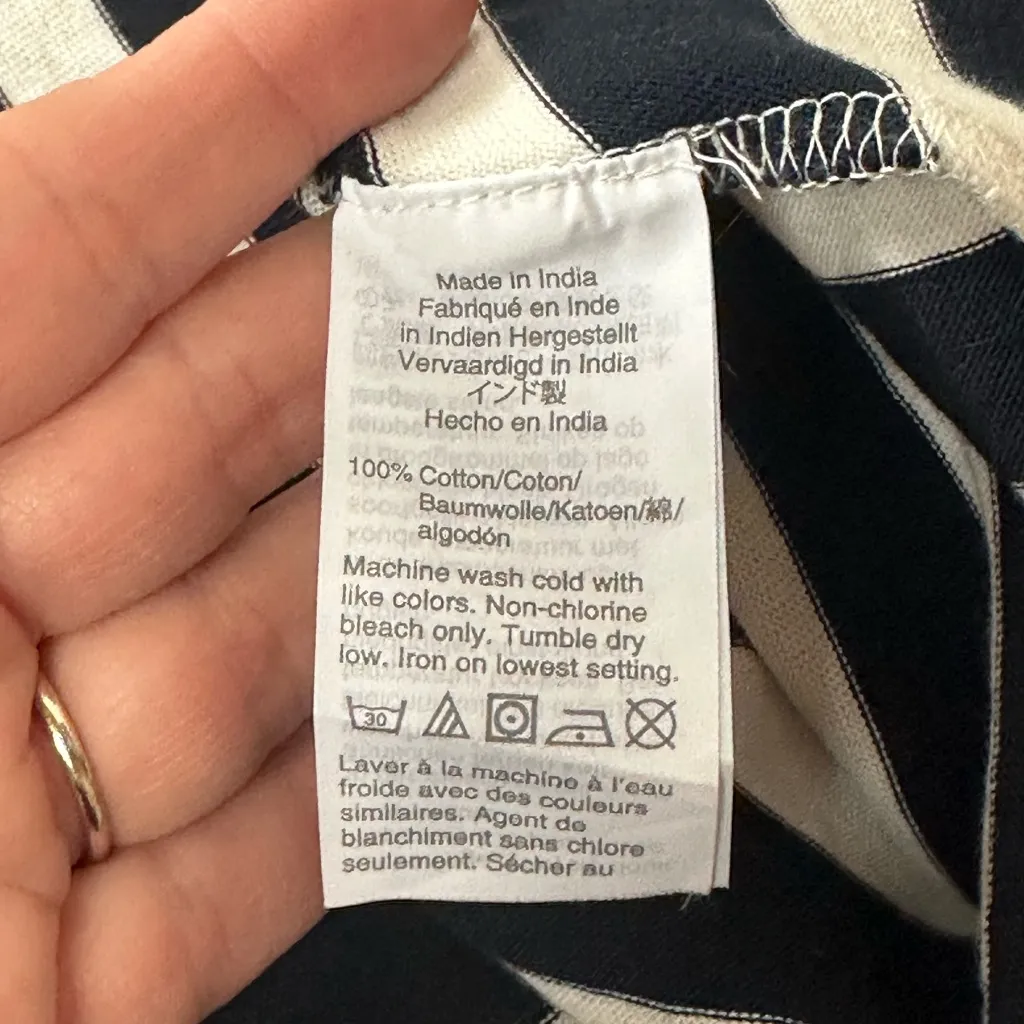 Made in India
Fabriqué en Inde
in Indien Hergestellt
Vervaardigd in India
インド製
Hecho en India
100% Cotton/Coton/
Baumwolle/Katoen/綿/
algodón
Machine wash cold with
like colors. Non-chlorine
bleach only. Tumble dry
low. Iron on lowest setting.
30
Laver à la machine à l'eau
froide avec des couleurs
similaires. Agent de
blanchiment sans chlore
seulement. Sécher au